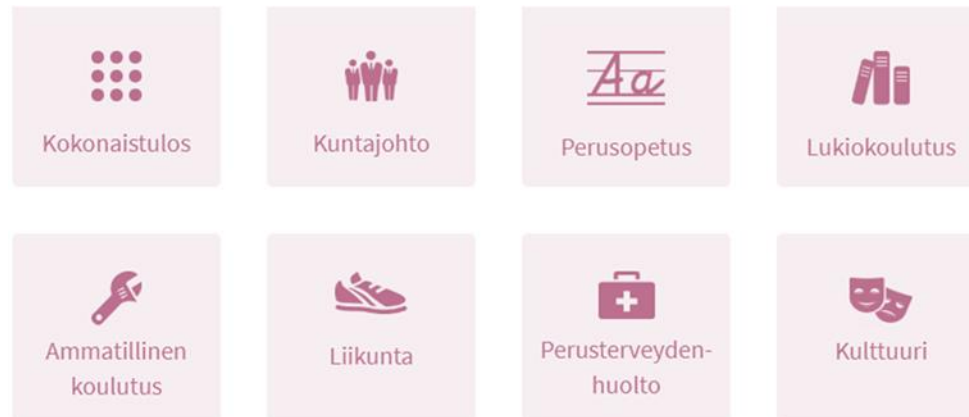 Kokonaistulos
Kuntajohto
Aa
Perusopetus
Lukiokoulutus
Ammatillinen
koulutus
Liikunta
Perusterveyden-
huolto
Kulttuuri